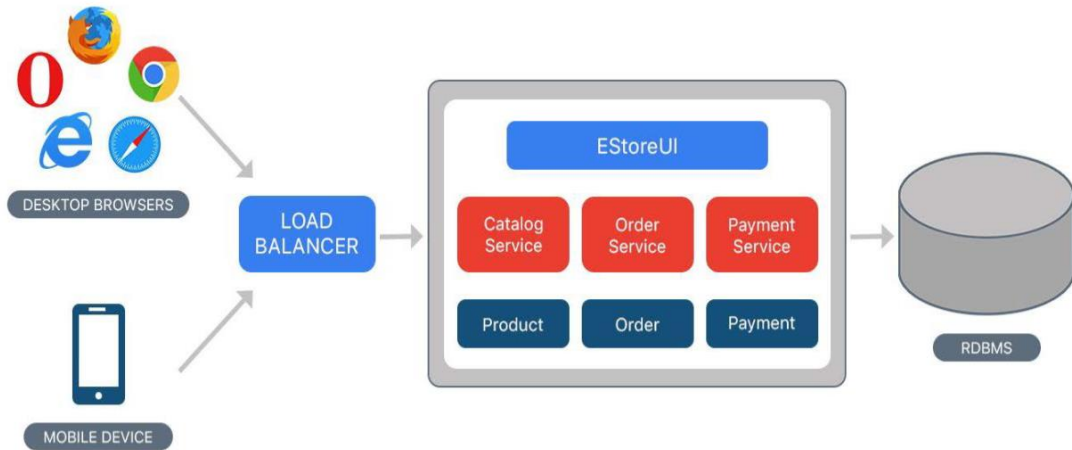 DESKTOP BROWSERS
MOBILE DEVICE
LOAD
BALANCER
EStoreUI
Catalog
Service
Order
Service
Payment
Service
Product
Order
Payment
RDBMS